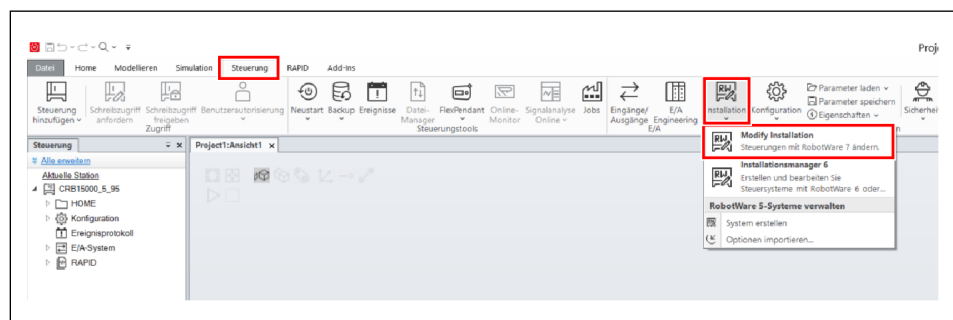 Proje
Datei Home Modellieren Simulation Steuerung RAPID Add-Ins
Steuerung hinzufügen
Schreibzugriff anfordern
Schreibzugriff freigeben
Benutzerautorisierung
Zugriff
Neustart
Backup
Ereignisse
Datei-Manager
FlexPendant
Online-Monitor
Signalanalyse Online
Jobs
Steuerungstools
Eingänge/Ausgänge
E/A Engineering
E/A
Installation
Konfiguration
Parameter laden
Parameter speichern
Eigenschaften
Sicherhei
n
Modify Installation
Steuerungen mit RobotWare 7 ändern.
Installationsmanager 6
Erstellen und bearbeiten Sie
Steuersysteme mit RobotWare 6 oder...
RobotWare 5-Systeme verwalten
System erstellen
Optionen importieren...
Steuerung
Project1:Ansicht1
Alle erweitern
Aktuelle Station
CRB15000_5_95
HOME
Konfiguration
Ereignisprotokoll
E/A-System
RAPID